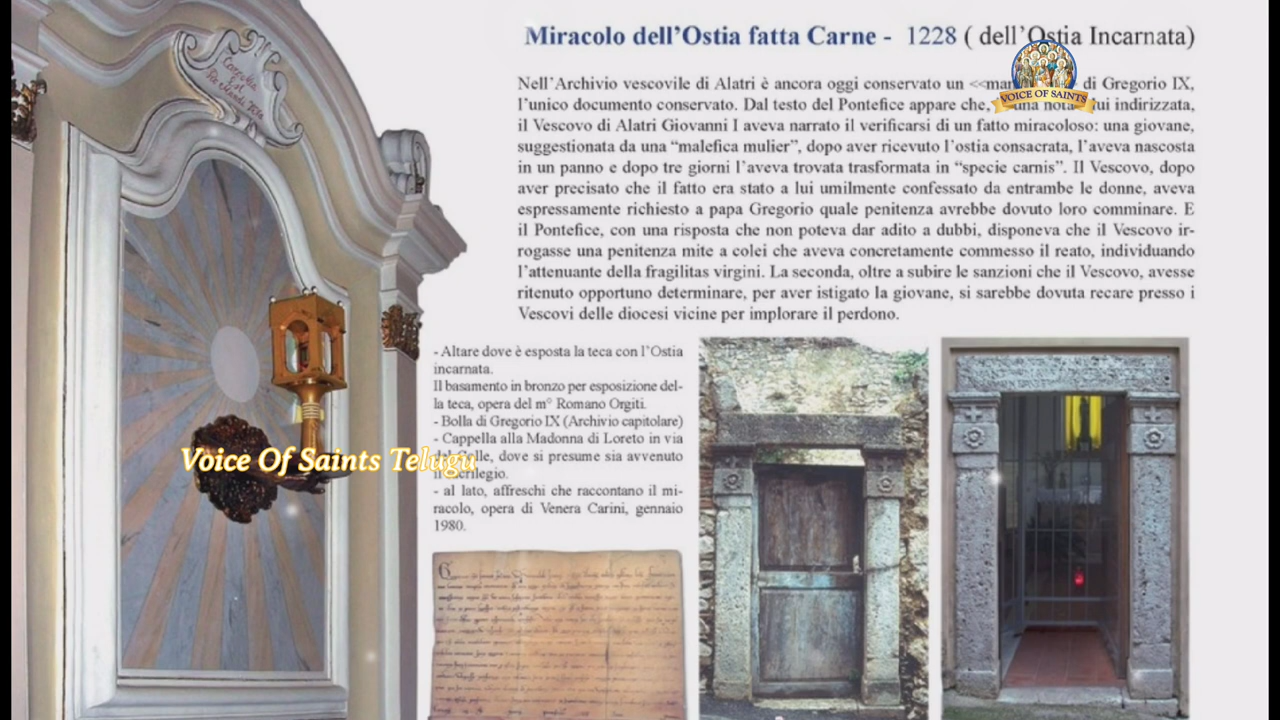 Miracolo dell'Ostia fatta Carne - 1228 ( dell'Ostia Incarnata)
Nell'Archivio vescovile di Alatri è ancora oggi conservato un di Gregorio IX,
l'unico documento conservato. Dal testo del Pontefice appare che, una nota lui indirizzata,
il Vescovo di Alatri Giovanni I aveva narrato il verificarsi di un fatto miracoloso: una giovane,
suggestionata da una "malefica mulier", dopo aver ricevuto l'ostia consacrata, l'aveva nascosta
in un panno e dopo tre giorni l'aveva trovata trasformata in "specie carnis". Il Vescovo, dopo
aver precisato che il fatto era stato a lui umilmente confessato da entrambe le donne, aveva
espressamente richiesto a papa Gregorio quale penitenza avrebbe dovuto loro comminare. E
il Pontefice, con una risposta che non poteva dar adito a dubbi, disponeva che il Vescovo ir-
rogasse una penitenza mite a colei che aveva concretamente commesso il reato, individuando
l'attenuante della fragilitas virgini. La seconda, oltre a subire le sanzioni che il Vescovo, avesse
ritenuto opportuno determinare, per aver istigato la giovane, si sarebbe dovuta recare presso i
Vescovi delle diocesi vicine per implorare il perdono.
VOICE OF SAINTS
- Altare dove è esposta la teca con l'Ostia
incarnata.
Il basamento in bronzo per esposizione del-
la teca, opera del m° Romano Orgiti.
- Bolla di Gregorio IX (Archivio capitolare)
- Cappella alla Madonna di Loreto in via
dove si presume sia avvenuto
il sacrilegio.
- al lato, affreschi che raccontano il mi-
racolo, opera di Venera Carini, gennaio
1980.
Voice Of Saints Telugu